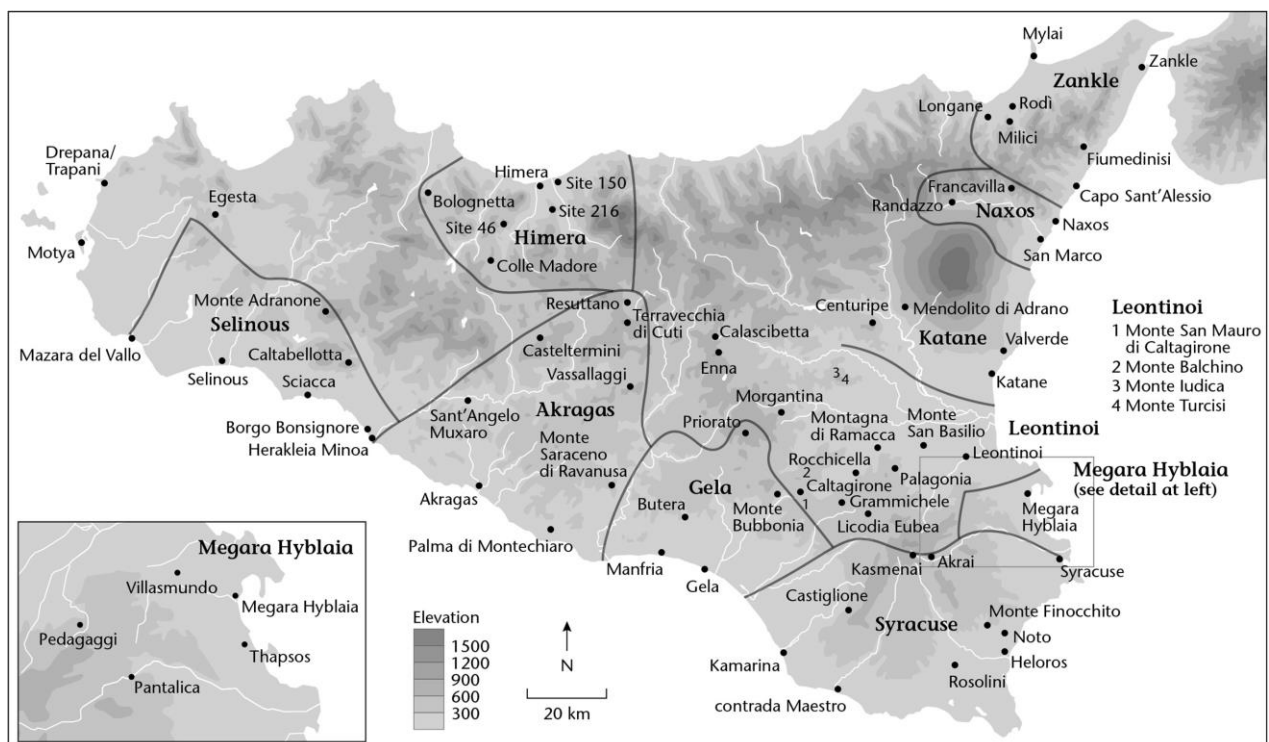 Mylai
Zankle
Zankle
Longane
Rodì
Milici
Drepana/
Trapani
Fiumedinisi
Himera
Site 150
Egesta
Bolognetta
Francavilla
Capo Sant'Alessio
Randazzo
Site 216
Naxos
Naxos
Site 46
Himera
Motya
San Marco
Colle Madore
Monte Adranone
Resuttano
Centuripe
Mendolito di Adrano
Leontinoi
Selinous
Terravecchia
di Cuti
Calascibetta
1 Monte San Mauro
di Caltagirone
2 Monte Balchino
3 Monte Iudica
4 Monte Turcisi
Mazara del Vallo
Caltabellotta
Casteltermini
Katane
Valverde
Selinous
Enna
Sciacca
Vassallaggi
3
4
Katane
Sant'Angelo
Muxaro
Akragas
Morgantina
Borgo Bonsignore
Herakleia Minoa
Priorato
Montagna
di Ramacca
Monte
San Basilio
Leontinoi
Monte
Saraceno
di Ravanusa
Leontinoi
Rocchicella
2
Palagonia
Megara Hyblaia
(see detail at left)
Akragas
Gela
Caltagirone
Butera
Monte
Bubbonia
1
Grammichele
Megara
Hyblaia
Licodia Eubea
Palma di Montechiaro
Manfria
Kasmenai
Akrai
Syracuse
Gela
Megara Hyblaia
Villasmundo
Megara Hyblaia
Pedagaggi
Thapsos
Pantalica
Castiglione
Syracuse
Monte Finocchito
Noto
Heloros
Kamarina
Rosolini
contrada Maestro
Elevation
1500
1200
900
600
300
N
20 km